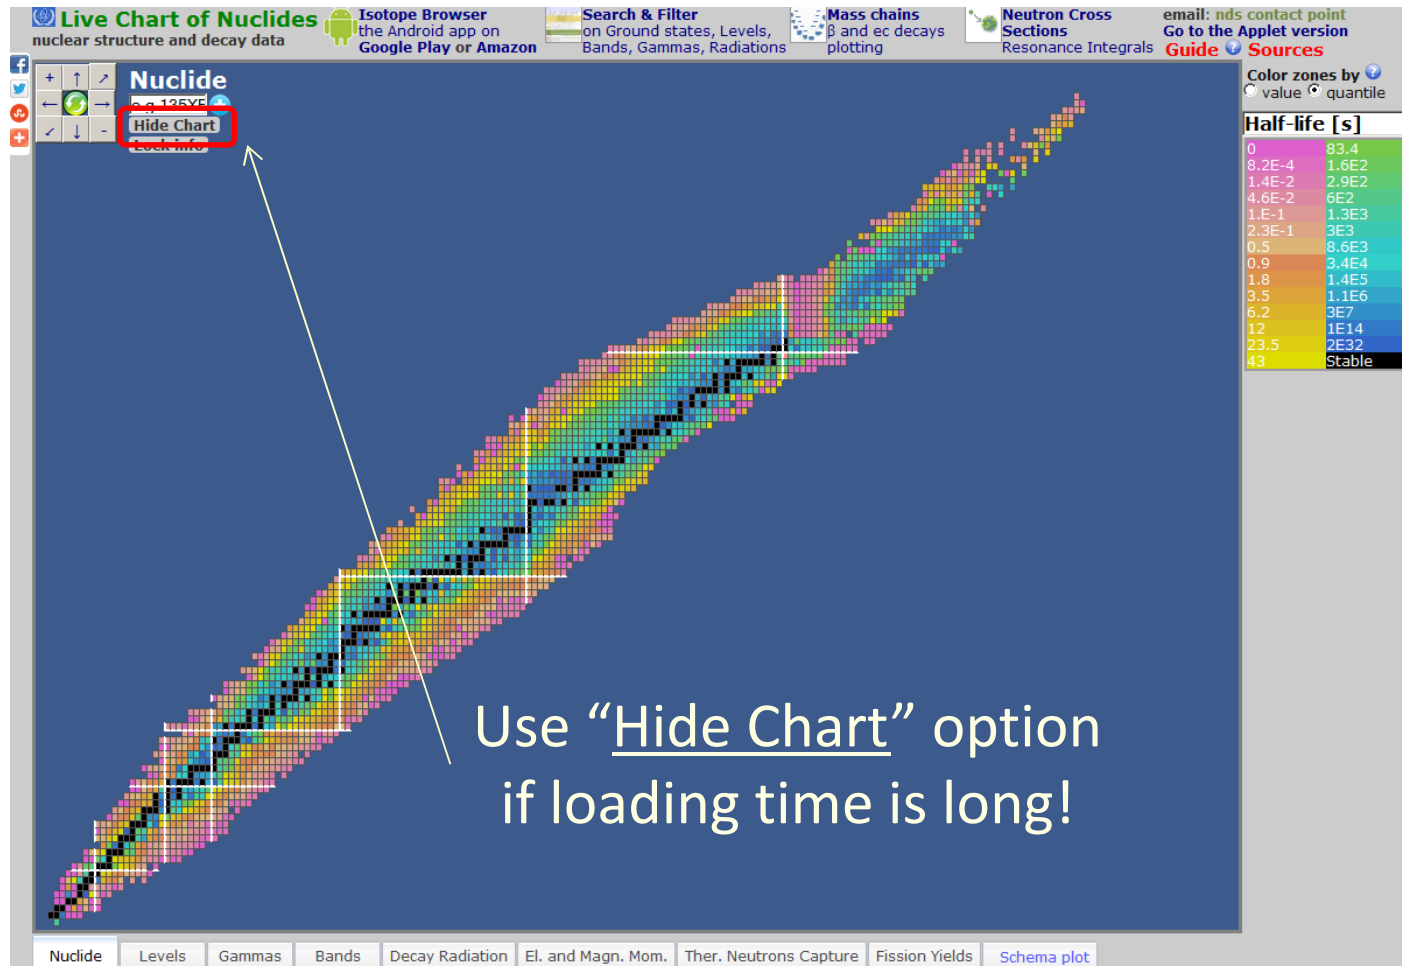 Live Chart of Nuclides
nuclear structure and decay data
Isotope Browser
the Android app on
Google Play or Amazon
Search & Filter
on Ground states, Levels,
Bands, Gammas, Radiations
Mass chains
β and ec decays
plotting
Neutron Cross
Sections
Resonance Integrals
email: nds contact point
Go to the Applet version
Guide ? Sources
+ ↑ ↗
← →
↙ ↓ -
Nuclide
e.g 135XE
Hide Chart
Lock info
Color zones by ?
value quantile
Half-life [s]
0 83.4
8.2E-4 1.6E2
1.4E-2 2.9E2
4.6E-2 6E2
1.E-1 1.3E3
2.3E-1 3E3
0.5 8.6E3
0.9 3.4E4
1.8 1.4E5
3.5 1.1E6
6.2 3E7
12 1E14
23.5 2E32
43 Stable
Use “Hide Chart” option
if loading time is long!
Nuclide Levels Gammas Bands Decay Radiation El. and Magn. Mom. Ther. Neutrons Capture Fission Yields Schema plot